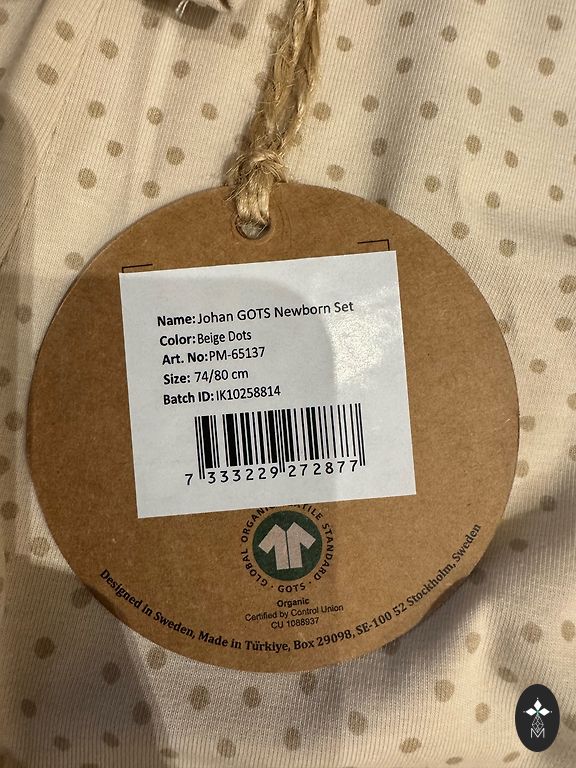 Name: Johan GOTS Newborn Set
Color: Beige Dots
Art. No: PM-65137
Size: 74/80 cm
Batch ID: IK10258814
7 333229 272877
GLOBAL ORGANIC TEXTILE STANDARD · GOTS ·
Organic
Certified by Control Union
CU 1088937
Designed in Sweden, Made in Türkiye, Box 29098, SE-100 52 Stockholm, Sweden
M